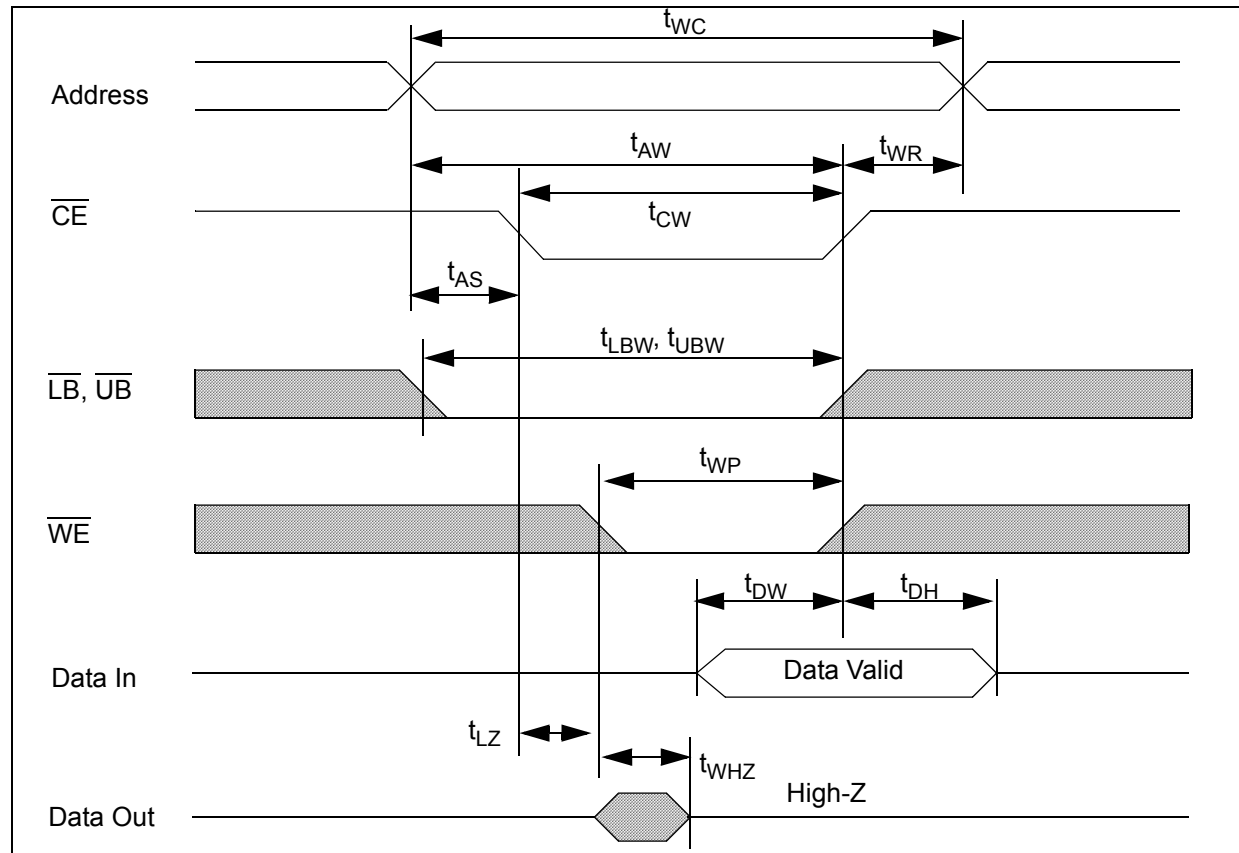 tWC
Address
tAW
tWR
CE
tCW
tAS
tLBW, tUBW
LB, UB
tWP
WE
tDW
tDH
Data In
Data Valid
tLZ
tWHZ
Data Out
High-Z